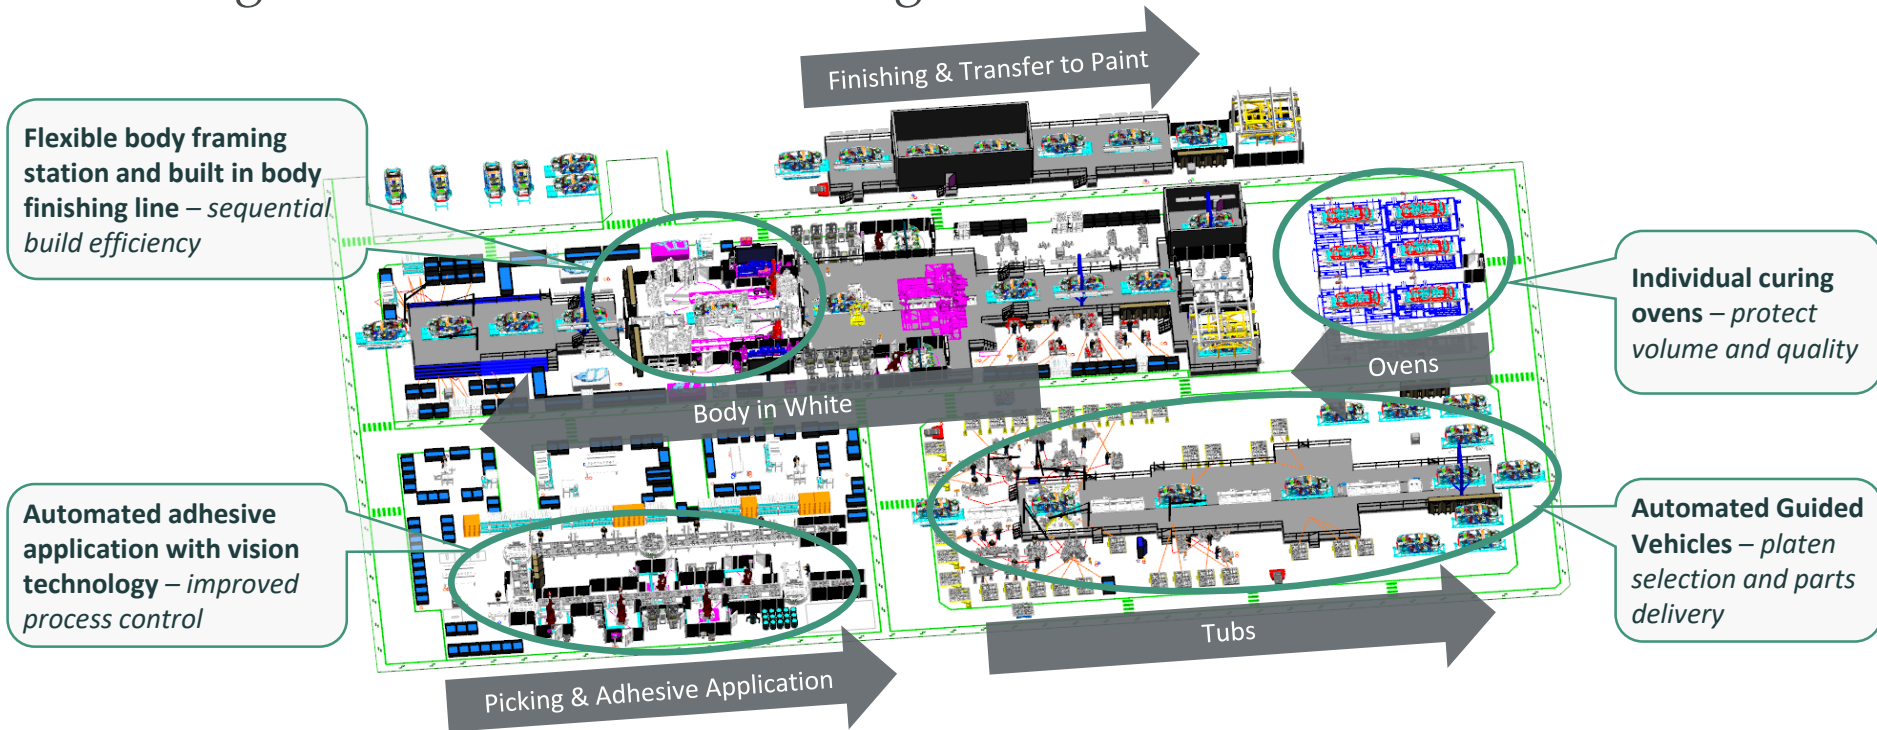 Finishing & Transfer to Paint
Flexible body framing
station and built in body
finishing line – sequential
build efficiency
Individual curing
ovens – protect
volume and quality
Ovens
Body in White
Automated adhesive
application with vision
technology – improved
process control
Automated Guided
Vehicles – platen
selection and parts
delivery
Tubs
Picking & Adhesive Application